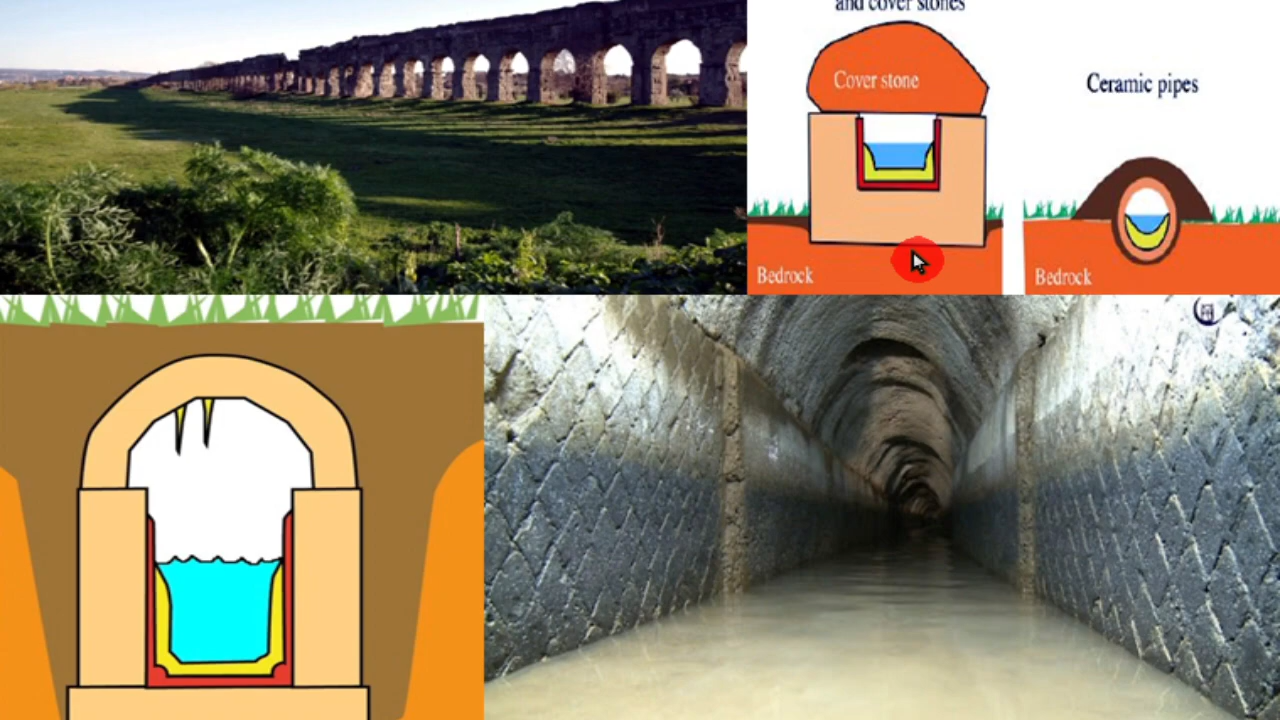 and cover stones
Cover stone
Ceramic pipes
Bedrock
Bedrock